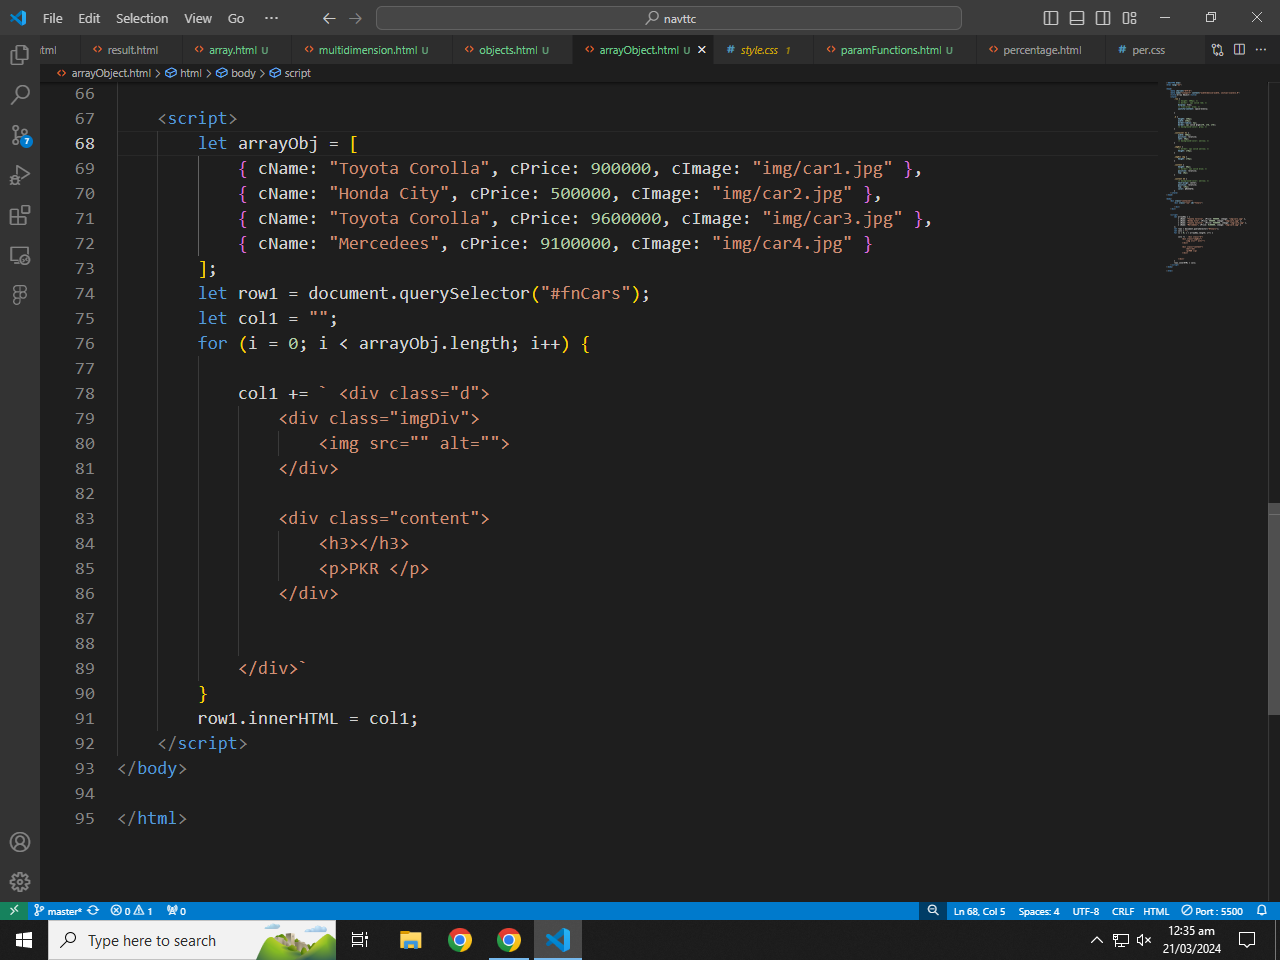 File Edit Selection View Go ··· navttc
html result.html array.html U multidimension.html U objects.html U arrayObject.html U style.css 1 paramFunctions.html U percentage.html per.css
arrayObject.html > html > body > script
66
67 <script>
68 let arrayObj = [
69 { cName: "Toyota Corolla", cPrice: 900000, cImage: "img/car1.jpg" },
70 { cName: "Honda City", cPrice: 500000, cImage: "img/car2.jpg" },
71 { cName: "Toyota Corolla", cPrice: 9600000, cImage: "img/car3.jpg" },
72 { cName: "Mercedees", cPrice: 9100000, cImage: "img/car4.jpg" }
73 ];
74 let row1 = document.querySelector("#fnCars");
75 let col1 = "";
76 for (i = 0; i < arrayObj.length; i++) {
77
78 col1 += ` <div class="d">
79 <div class="imgDiv">
80 <img src="" alt="">
81 </div>
82
83 <div class="content">
84 <h3></h3>
85 <p>PKR </p>
86 </div>
87
88
89 </div>`
90 }
91 row1.innerHTML = col1;
92 </script>
93 </body>
94
95 </html>
7
master* 0 1 0 Ln 68, Col 5 Spaces: 4 UTF-8 CRLF HTML Port : 5500
Type here to search 12:35 am
21/03/2024